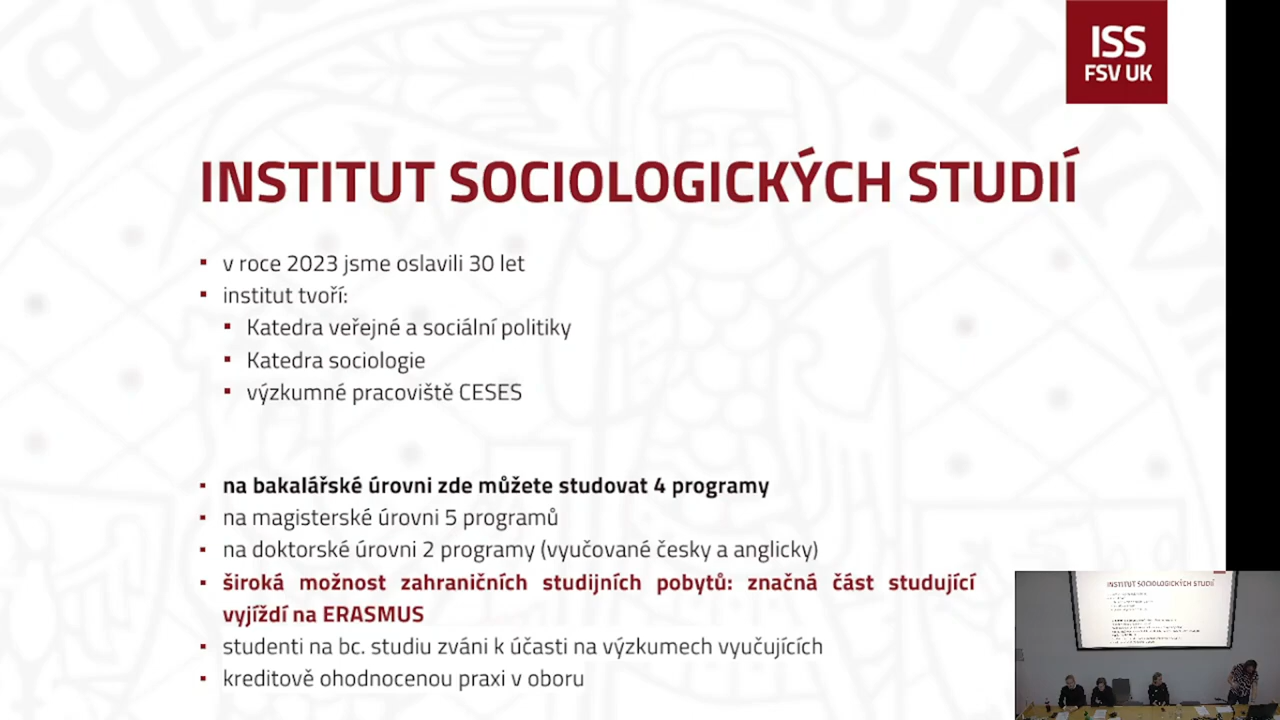 ISS
FSV UK
INSTITUT SOCIOLOGICKÝCH STUDIÍ
v roce 2023 jsme oslavili 30 let
institut tvoří:
Katedra veřejné a sociální politiky
Katedra sociologie
výzkumné pracoviště CESES
na bakalářské úrovni zde můžete studovat 4 programy
na magisterské úrovni 5 programů
na doktorské úrovni 2 programy (vyučované česky a anglicky)
široká možnost zahraničních studijních pobytů: značná část studující
vyjíždí na ERASMUS
studenti na bc. studiu zváni k účasti na výzkumech vyučujících
kreditově ohodnocenou praxi v oboru
INSTITUT SOCIOLOGICKÝCH STUDIÍ